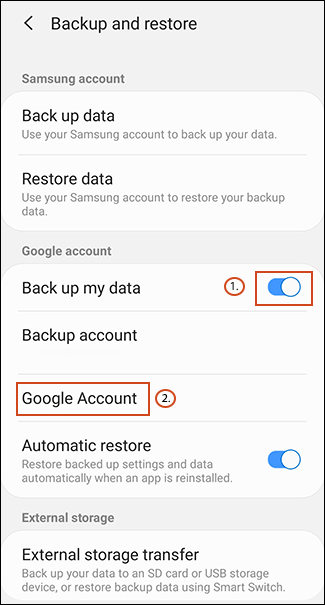 Backup and restore
Samsung account
Back up data
Use your Samsung account to back up your data.
Restore data
Use your Samsung account to restore your backup
data.
Google account
Back up my data 1.
Backup account
Google Account 2.
Automatic restore
Restore backed up settings and data
automatically when an app is reinstalled.
External storage
External storage transfer
Back up your data to an SD card or USB storage
device, or restore backup data using Smart Switch.